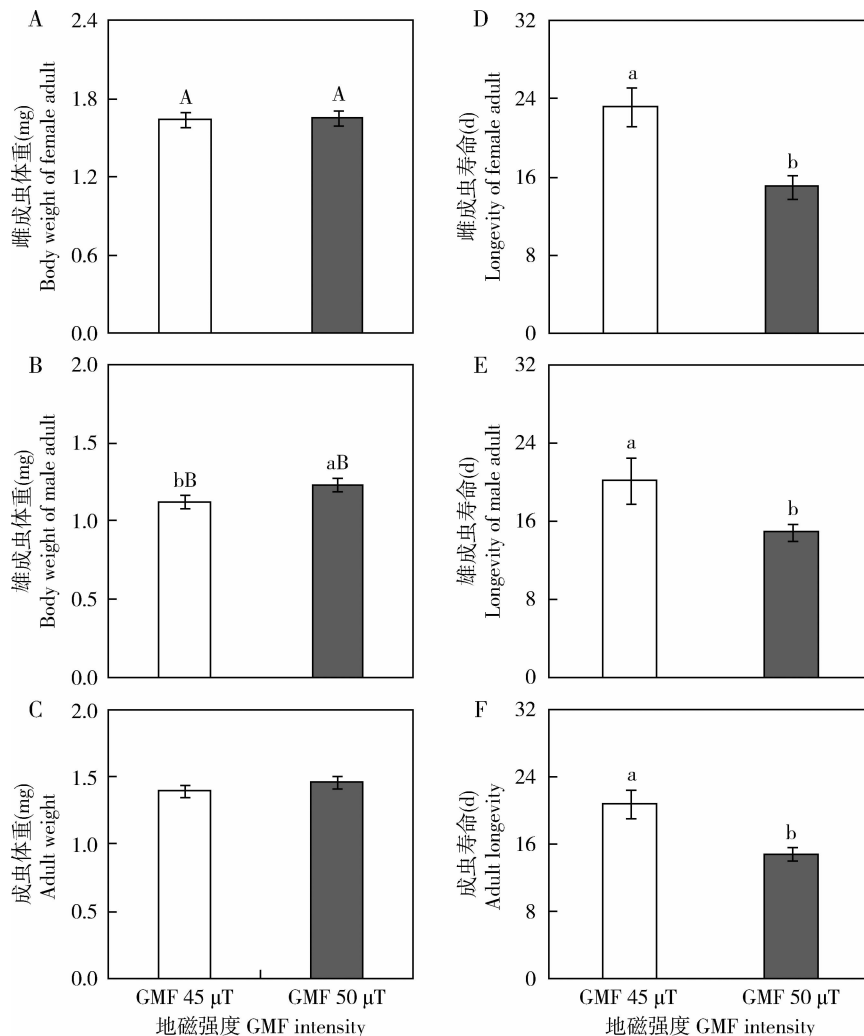 A
雌成虫体重(mg)
Body weight of female adult
2.4
1.8
1.2
0.6
0.0
A
A
D
雌成虫寿命(d)
Longevity of female adult
32
24
16
8
0
a
b
B
雄成虫体重(mg)
Body weight of male adult
2.0
1.5
1.0
1.5
0.0
bB
aB
E
雄成虫寿命(d)
Longevity of male adult
32
24
16
8
0
a
b
C
成虫体重(mg)
Adult weight
2.0
1.5
1.0
0.5
0.0
GMF 45 μT
GMF 50 μT
地磁强度 GMF intensity
F
成虫寿命(d)
Adult longevity
32
24
16
8
0
a
b
GMF 45 μT
GMF 50 μT
地磁强度 GMF intensity